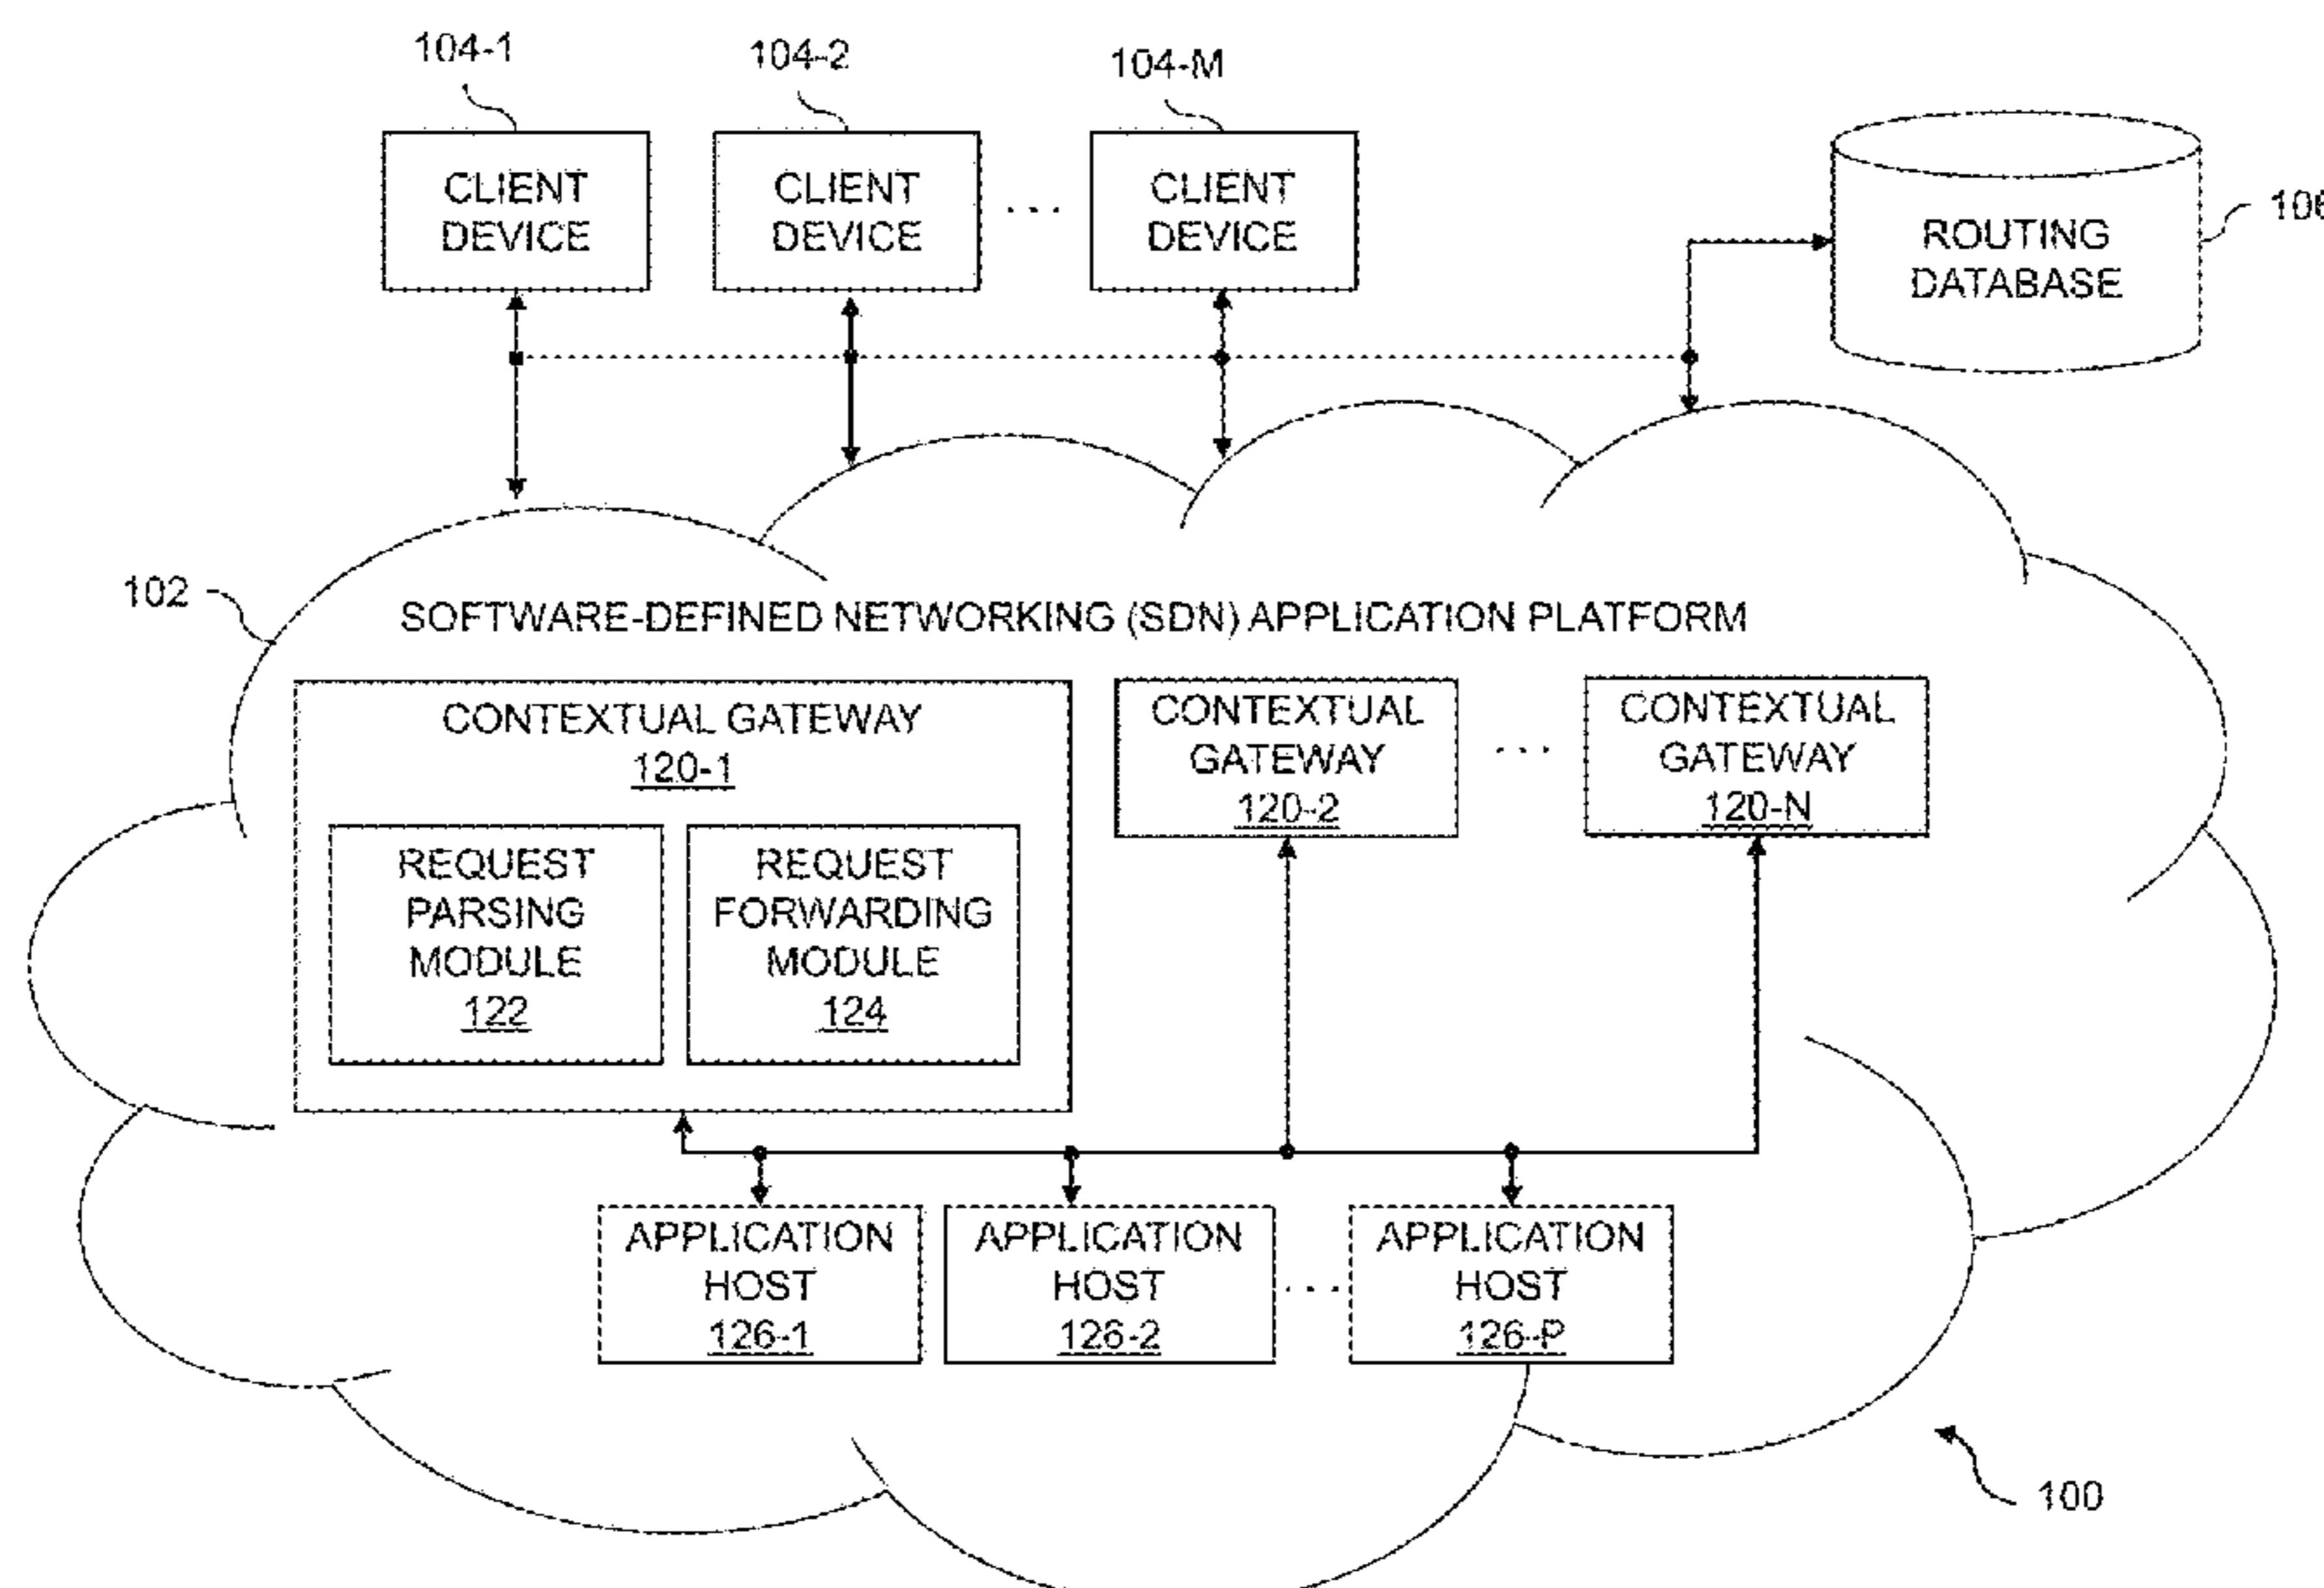 104-1
104-2
104-M
CLIENT
DEVICE
CLIENT
DEVICE
...
CLIENT
DEVICE
ROUTING
DATABASE
106
102
SOFTWARE-DEFINED NETWORKING (SDN) APPLICATION PLATFORM
CONTEXTUAL GATEWAY
120-1
REQUEST
PARSING
MODULE
122
REQUEST
FORWARDING
MODULE
124
CONTEXTUAL
GATEWAY
120-2
...
CONTEXTUAL
GATEWAY
120-N
APPLICATION
HOST
126-1
APPLICATION
HOST
126-2
...
APPLICATION
HOST
126-P
100